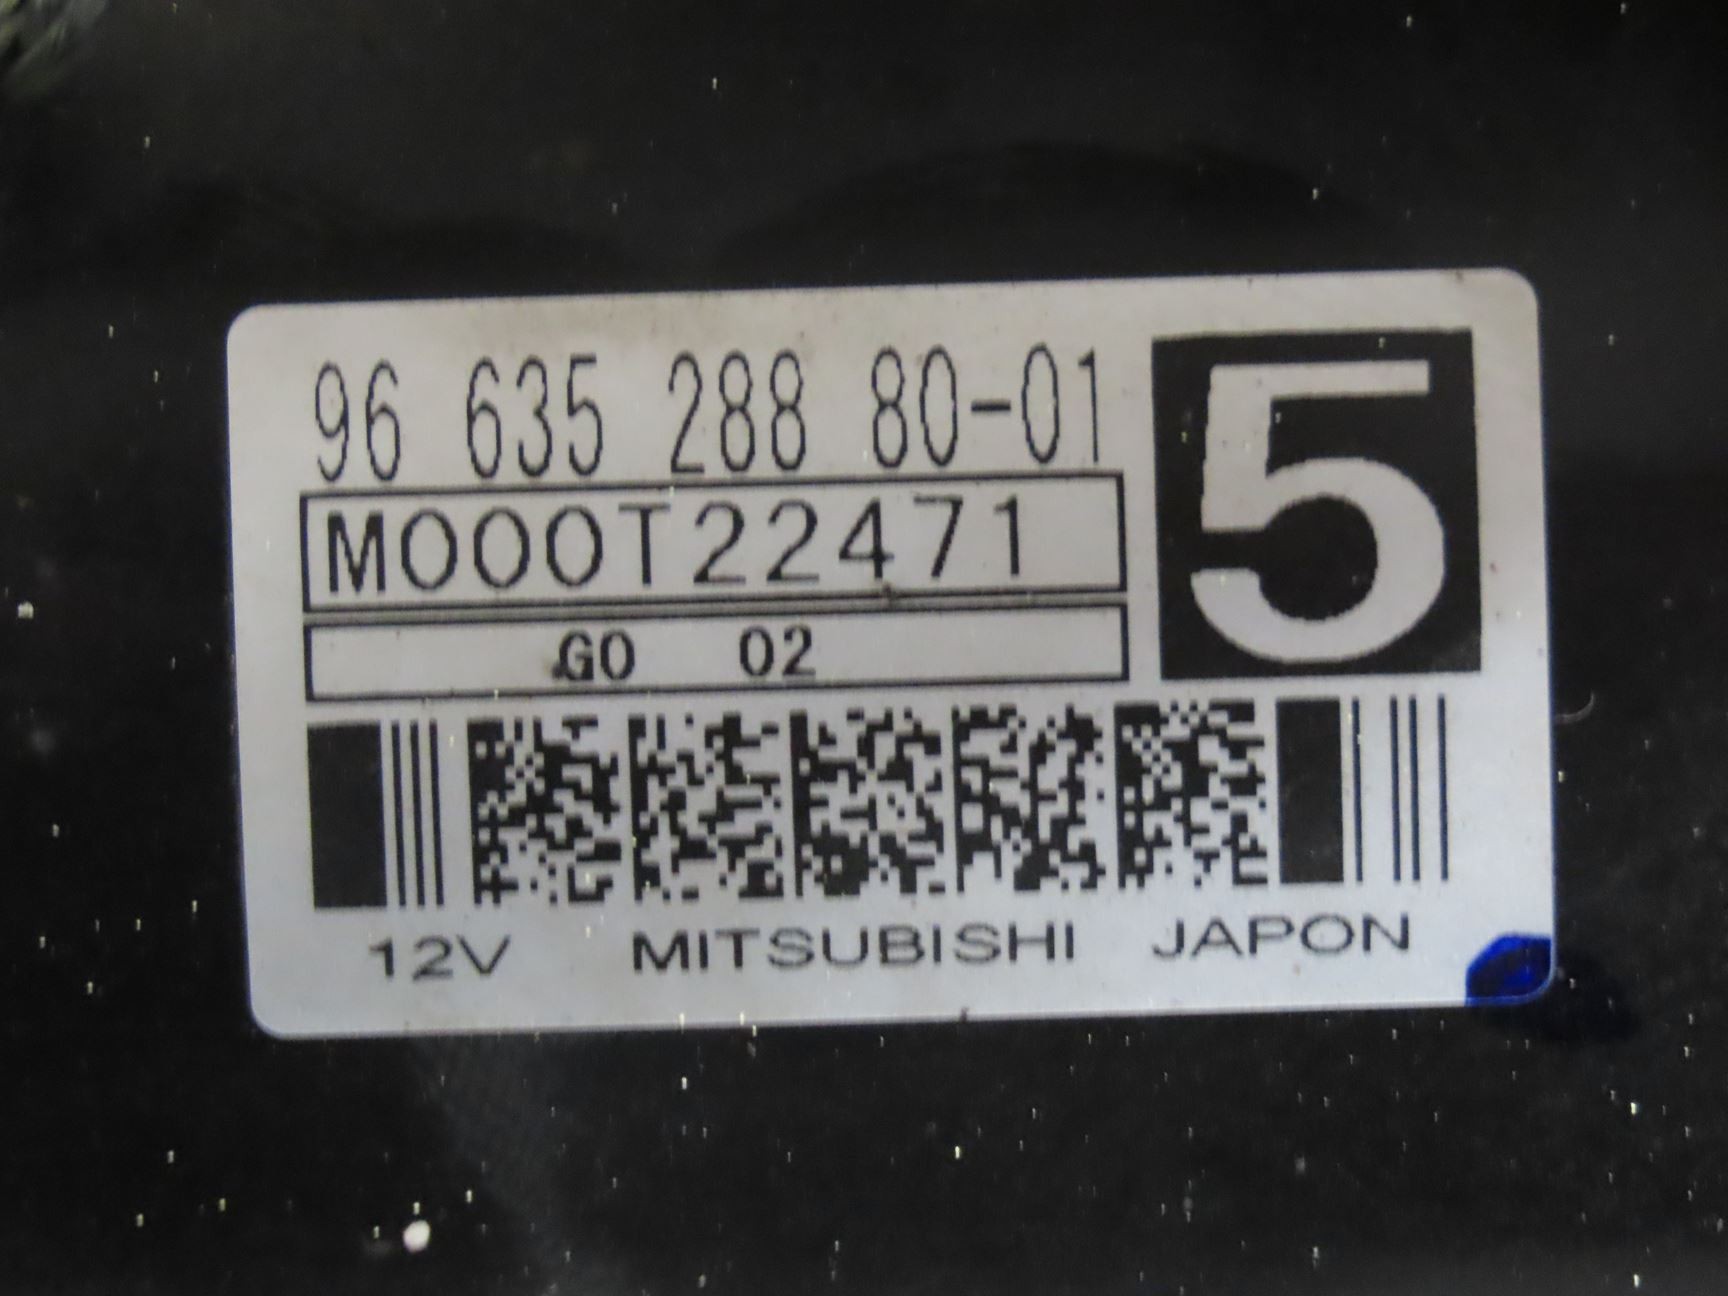 96 635 288 80-01
5
M000T22471
G0 02
12V MITSUBISHI JAPON